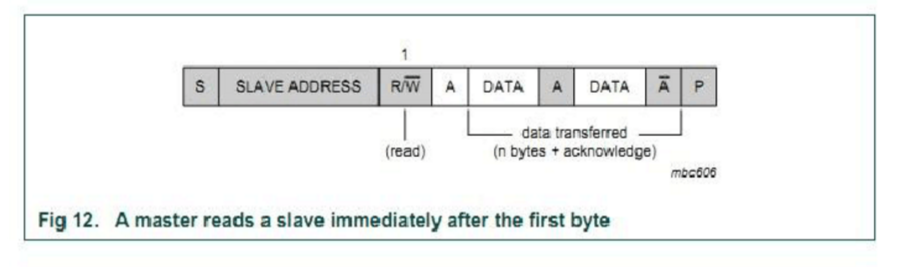 1
S SLAVE ADDRESS R/W̅ A DATA A DATA A̅ P
data transferred
(read) (n bytes + acknowledge)
mbc606
Fig 12. A master reads a slave immediately after the first byte